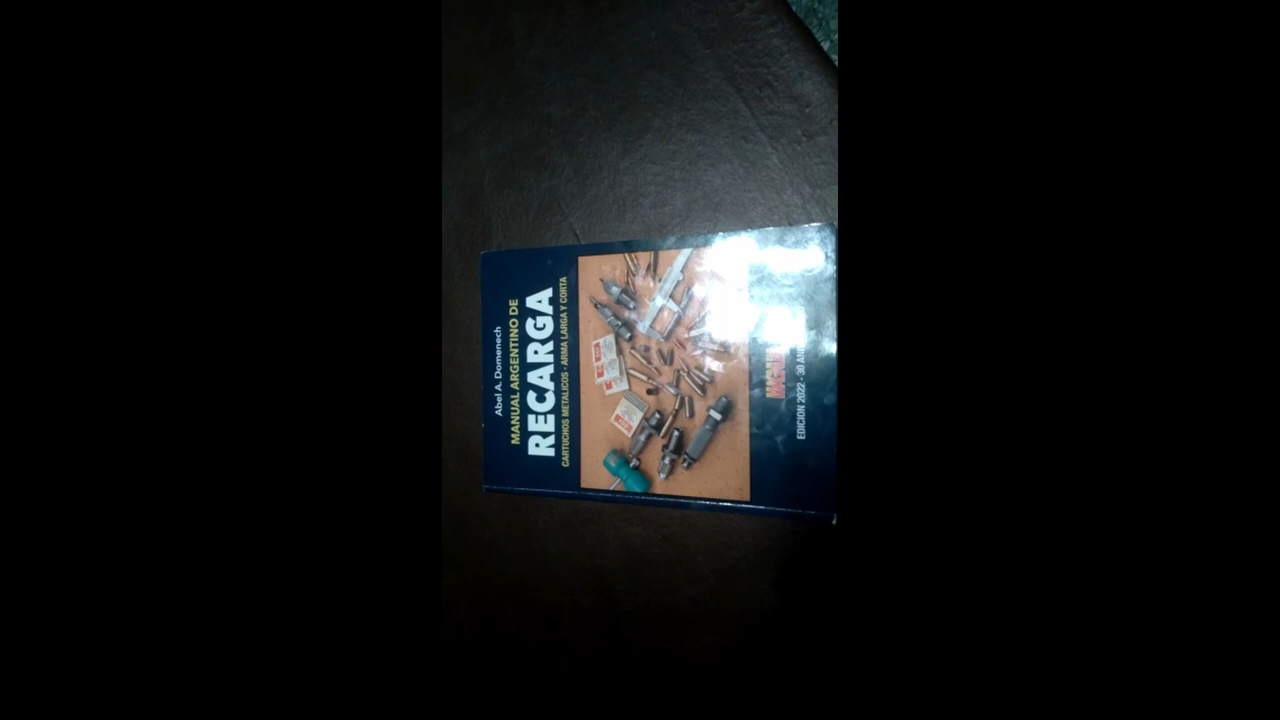 Abel A. Domenech
MANUAL ARGENTINO DE
RECARGA
CARTUCHOS METALICOS - ARMA LARGA Y CORTA
EDICION 2022 - 30